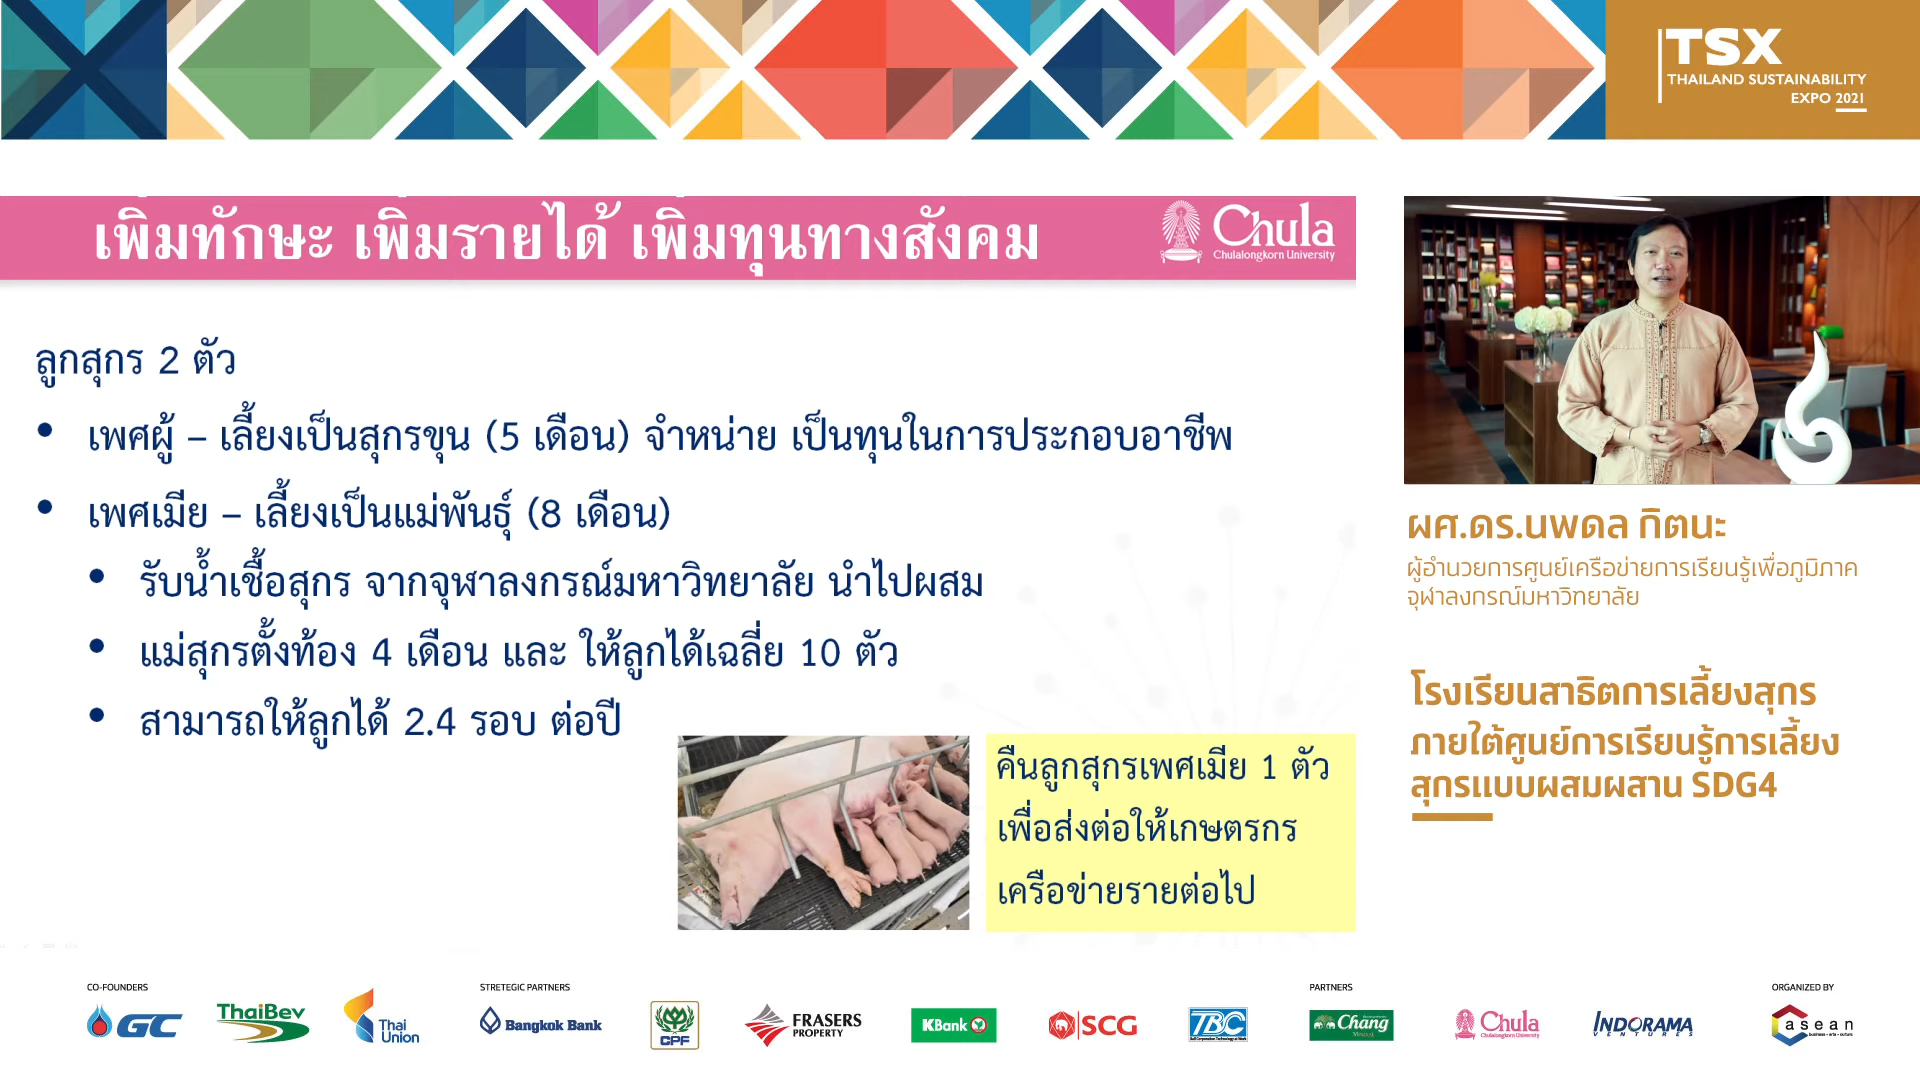 TSX
THAILAND SUSTAINABILITY
EXPO 2021
เพิ่มทักษะ เพิ่มรายได้ เพิ่มทุนทางสังคม
Chula
Chulalongkorn University
ลูกสุกร 2 ตัว
• เพศผู้ – เลี้ยงเป็นสุกรขุน (5 เดือน) จำหน่าย เป็นทุนในการประกอบอาชีพ
• เพศเมีย – เลี้ยงเป็นแม่พันธุ์ (8 เดือน)
• รับน้ำเชื้อสุกร จากจุฬาลงกรณ์มหาวิทยาลัย นำไปผสม
• แม่สุกรตั้งท้อง 4 เดือน และ ให้ลูกได้เฉลี่ย 10 ตัว
• สามารถให้ลูกได้ 2.4 รอบ ต่อปี
คืนลูกสุกรเพศเมีย 1 ตัว
เพื่อส่งต่อให้เกษตรกร
เครือข่ายรายต่อไป
ผศ.ดร.นพดล กิตนะ
ผู้อำนวยการศูนย์เครือข่ายการเรียนรู้เพื่อภูมิภาค
จุฬาลงกรณ์มหาวิทยาลัย
โรงเรียนสาธิตการเลี้ยงสุกร
ภายใต้ศูนย์การเรียนรู้การเลี้ยง
สุกรแบบผสมผสาน SDG4
CO-FOUNDERS
GC
ThaiBev
Thai
Union
STRETEGIC PARTNERS
Bangkok Bank
CPF
FRASERS
PROPERTY
KBank
SCG
TBC
PARTNERS
Chang
Chula
Chulalongkorn University
INDORAMA
VENTURES
ORGANIZED BY
asean